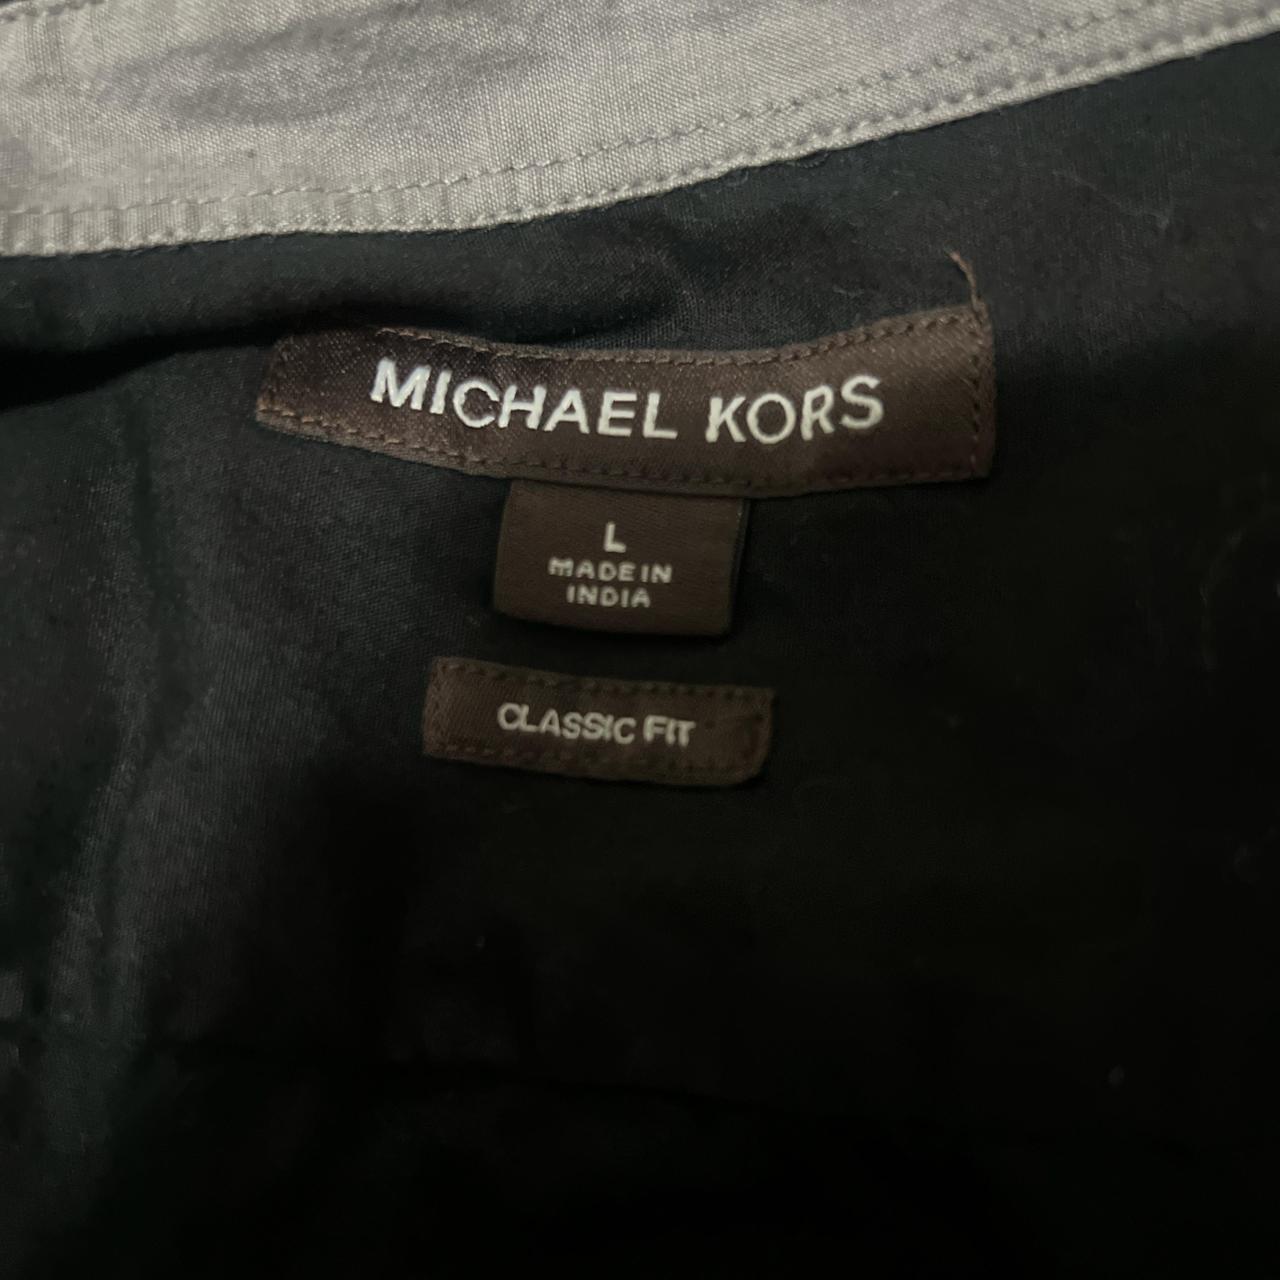 MICHAEL KORS
L
MADE IN
INDIA
CLASSIC FIT